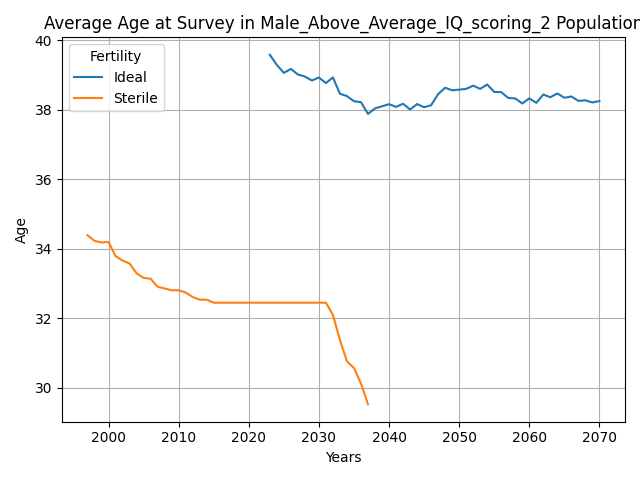 Average Age at Survey in Male_Above_Average_IQ_scoring_2 Population
Fertility
Ideal
Sterile
40
38
36
34
32
30
Age
2000 2010 2020 2030 2040 2050 2060 2070
Years